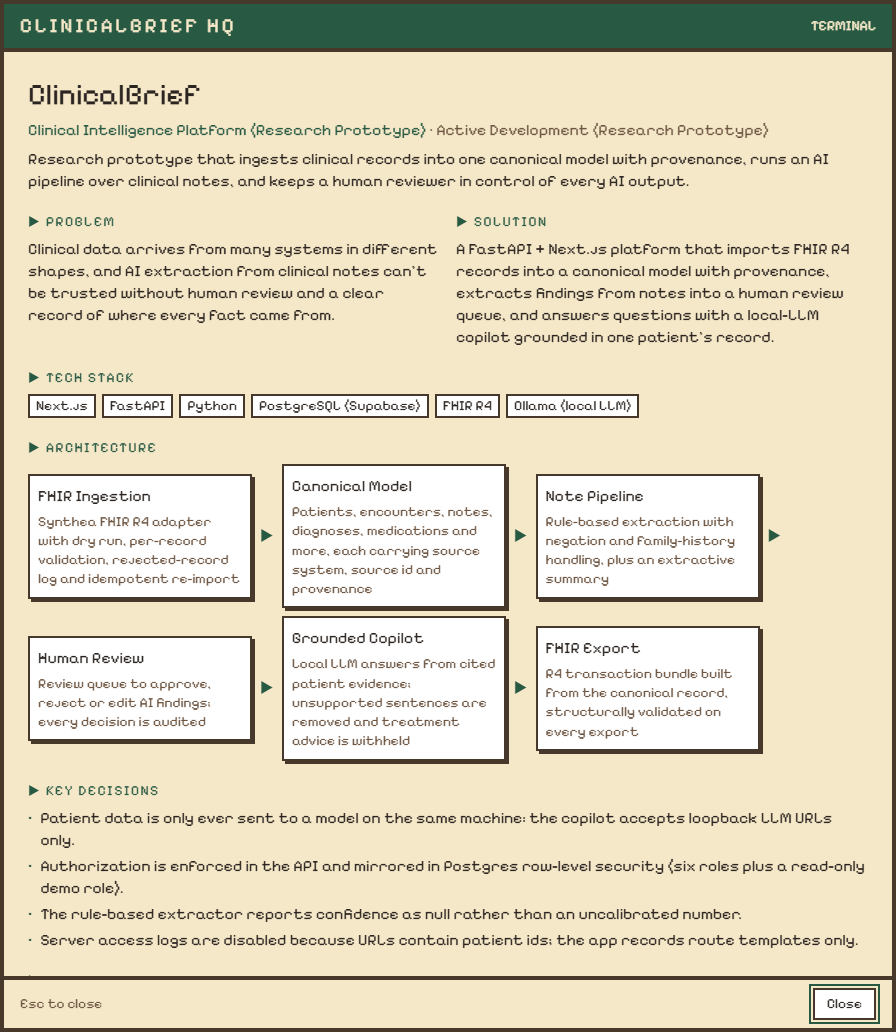 CLINICALBRIEF HQ
TERMINAL
ClinicalBrief
Clinical Intelligence Platform (Research Prototype) · Active Development (Research Prototype)
Research prototype that ingests clinical records into one canonical model with provenance, runs an AI
pipeline over clinical notes, and keeps a human reviewer in control of every AI output.
▶ PROBLEM
Clinical data arrives from many systems in different
shapes, and AI extraction from clinical notes can't
be trusted without human review and a clear
record of where every fact came from.
▶ SOLUTION
A FastAPI + Next.js platform that imports FHIR R4
records into a canonical model with provenance,
extracts findings from notes into a human review
queue, and answers questions with a local-LLM
copilot grounded in one patient's record.
▶ TECH STACK
Next.js
FastAPI
Python
PostgreSQL (Supabase)
FHIR R4
Ollama (local LLM)
▶ ARCHITECTURE
FHIR Ingestion
Synthea FHIR R4 adapter
with dry run, per-record
validation, rejected-record
log and idempotent re-import
Canonical Model
Patients, encounters, notes,
diagnoses, medications and
more, each carrying source
system, source id and
provenance
Note Pipeline
Rule-based extraction with
negation and family-history
handling, plus an extractive
summary
Human Review
Review queue to approve,
reject or edit AI findings;
every decision is audited
Grounded Copilot
Local LLM answers from cited
patient evidence;
unsupported sentences are
removed and treatment
advice is withheld
FHIR Export
R4 transaction bundle built
from the canonical record,
structurally validated on
every export
▶ KEY DECISIONS
· Patient data is only ever sent to a model on the same machine: the copilot accepts loopback LLM URLs
only.
· Authorization is enforced in the API and mirrored in Postgres row-level security (six roles plus a read-only
demo role).
· The rule-based extractor reports confidence as null rather than an uncalibrated number.
· Server access logs are disabled because URLs contain patient ids; the app records route templates only.
Esc to close
Close